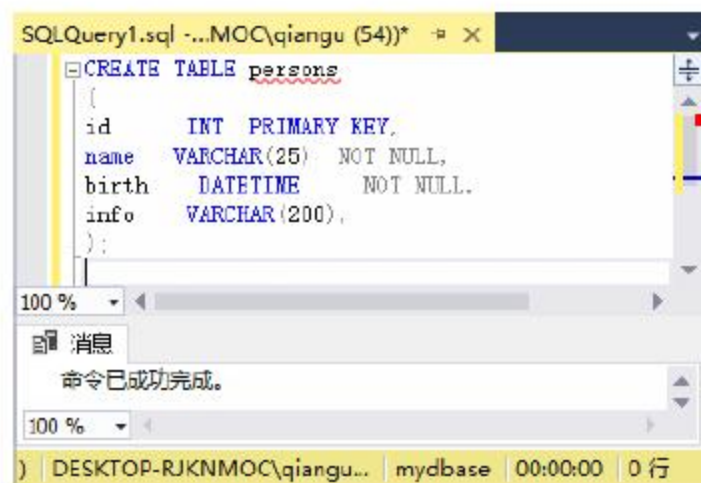 SQLQuery1.sql -...MOC\qiangu (54))*
CREATE TABLE persons
(
id INT PRIMARY KEY,
name VARCHAR(25) NOT NULL,
birth DATETIME NOT NULL,
info VARCHAR(200),
);
100 %
消息
命令已成功完成。
100 %
) DESKTOP-RJKNMOC\qiangu... mydbase 00:00:00 0 行